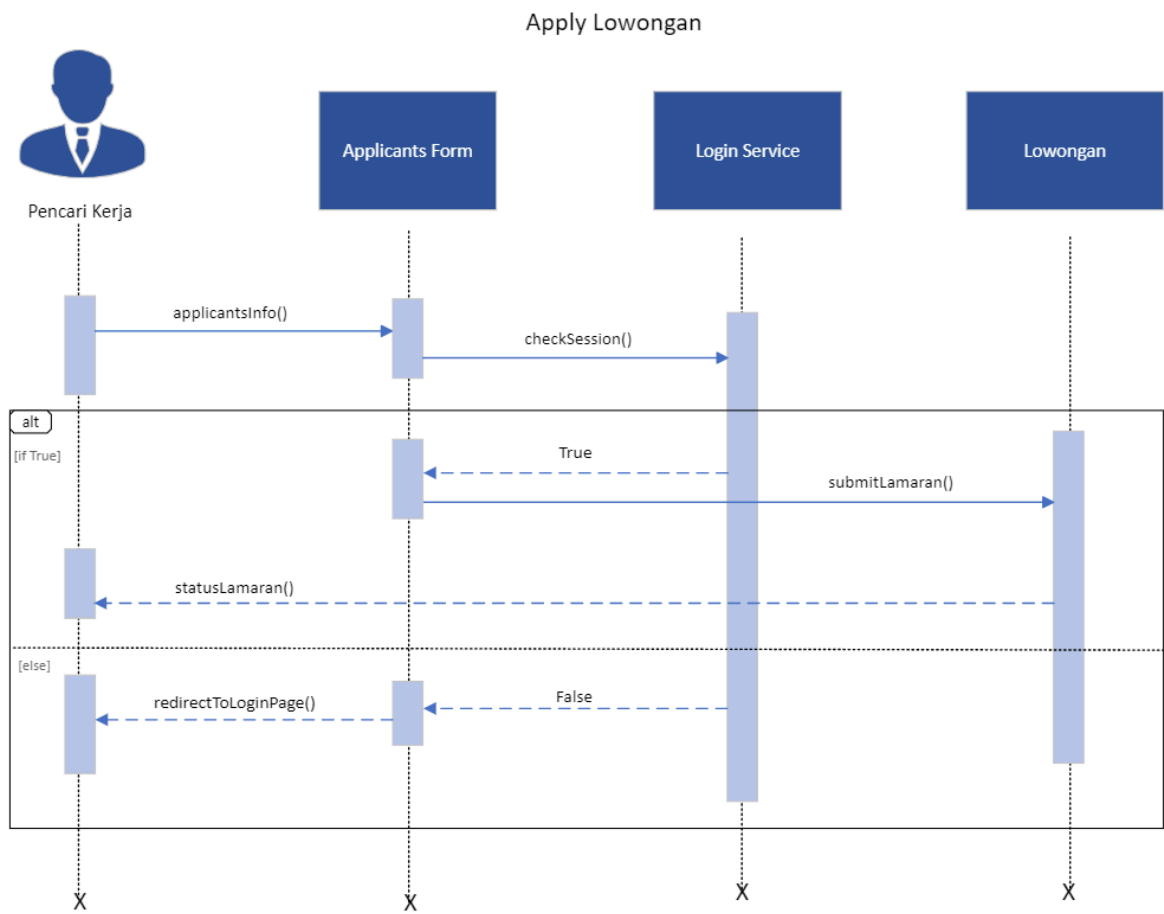 Apply Lowongan
Applicants Form
Login Service
Lowongan
Pencari Kerja
applicantsInfo()
checkSession()
alt
[if True]
True
submitLamaran()
statusLamaran()
[else]
False
redirectToLoginPage()
X
X
X
X